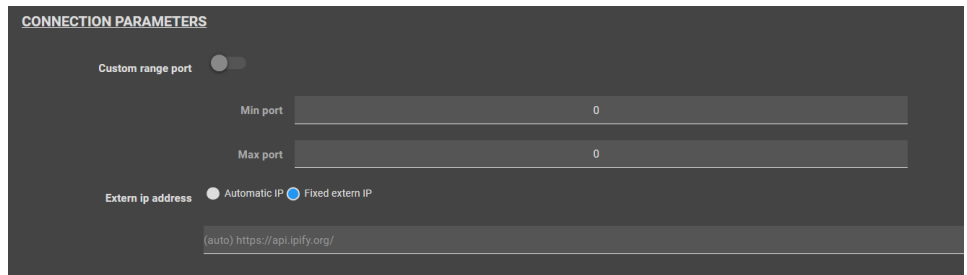 CONNECTION PARAMETERS
Custom range port
Min port 0
Max port 0
Extern ip address Automatic IP Fixed extern IP
(auto) https://api.ipify.org/